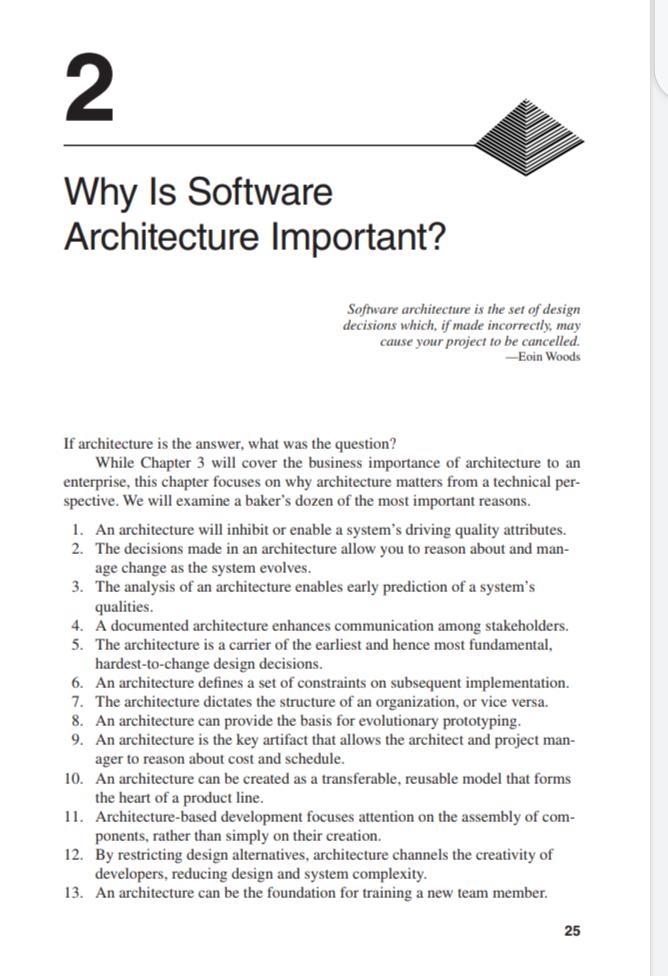 2
Why Is Software
Architecture Important?
Software architecture is the set of design
decisions which, if made incorrectly, may
cause your project to be cancelled.
—Eoin Woods
If architecture is the answer, what was the question?
While Chapter 3 will cover the business importance of architecture to an
enterprise, this chapter focuses on why architecture matters from a technical per-
spective. We will examine a baker's dozen of the most important reasons.
1. An architecture will inhibit or enable a system's driving quality attributes.
2. The decisions made in an architecture allow you to reason about and man-
age change as the system evolves.
3. The analysis of an architecture enables early prediction of a system's
qualities.
4. A documented architecture enhances communication among stakeholders.
5. The architecture is a carrier of the earliest and hence most fundamental,
hardest-to-change design decisions.
6. An architecture defines a set of constraints on subsequent implementation.
7. The architecture dictates the structure of an organization, or vice versa.
8. An architecture can provide the basis for evolutionary prototyping.
9. An architecture is the key artifact that allows the architect and project man-
ager to reason about cost and schedule.
10. An architecture can be created as a transferable, reusable model that forms
the heart of a product line.
11. Architecture-based development focuses attention on the assembly of com-
ponents, rather than simply on their creation.
12. By restricting design alternatives, architecture channels the creativity of
developers, reducing design and system complexity.
13. An architecture can be the foundation for training a new team member.
25